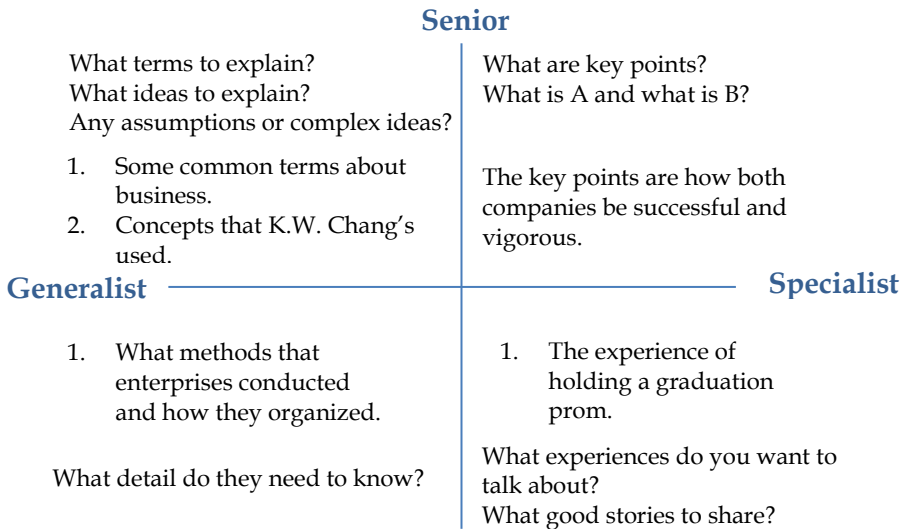 Senior
What terms to explain?
What ideas to explain?
Any assumptions or complex ideas?
1. Some common terms about
business.
2. Concepts that K.W. Chang's
used.
What are key points?
What is A and what is B?
The key points are how both
companies be successful and
vigorous.
Generalist
Specialist
1. What methods that
enterprises conducted
and how they organized.
What detail do they need to know?
1. The experience of
holding a graduation
prom.
What experiences do you want to
talk about?
What good stories to share?